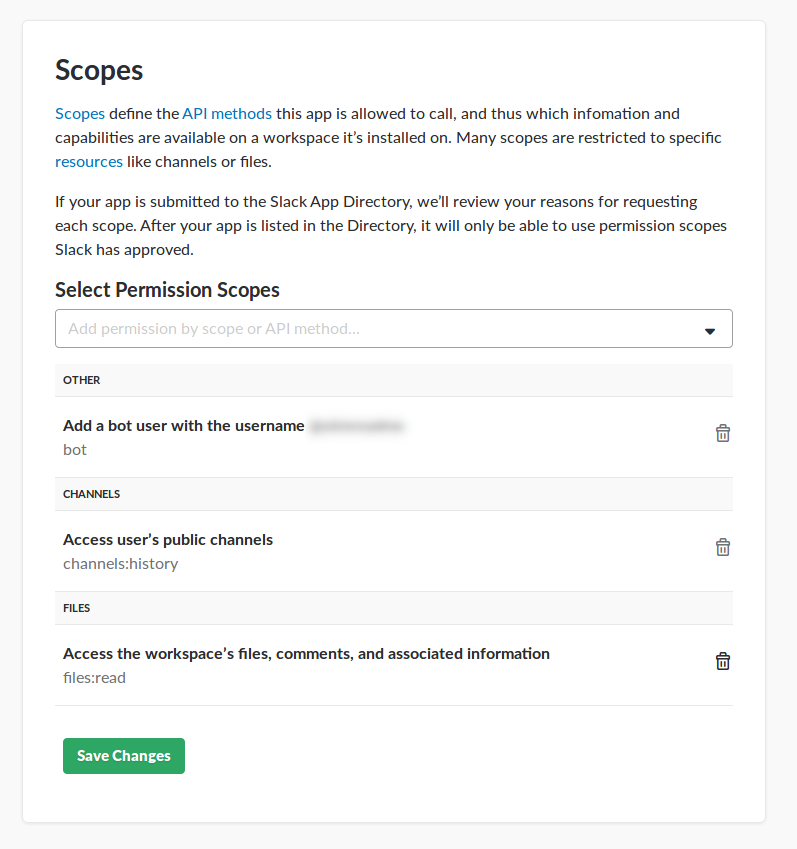 Scopes
Scopes define the API methods this app is allowed to call, and thus which infomation and
capabilities are available on a workspace it’s installed on. Many scopes are restricted to specific
resources like channels or files.
If your app is submitted to the Slack App Directory, we’ll review your reasons for requesting
each scope. After your app is listed in the Directory, it will only be able to use permission scopes
Slack has approved.
Select Permission Scopes
Add permission by scope or API method...
OTHER
Add a bot user with the username
bot
CHANNELS
Access user’s public channels
channels:history
FILES
Access the workspace’s files, comments, and associated information
files:read
Save Changes